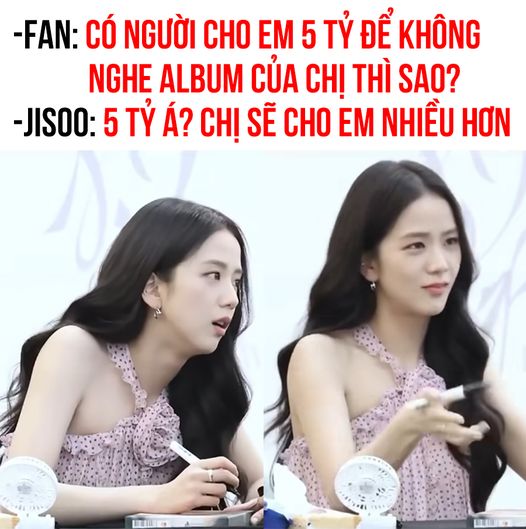 -FAN: CÓ NGƯỜI CHO EM 5 TỶ ĐỂ KHÔNG
NGHE ALBUM CỦA CHỊ THÌ SAO?
-JISOO: 5 TỶ Á? CHỊ SẼ CHO EM NHIỀU HƠN